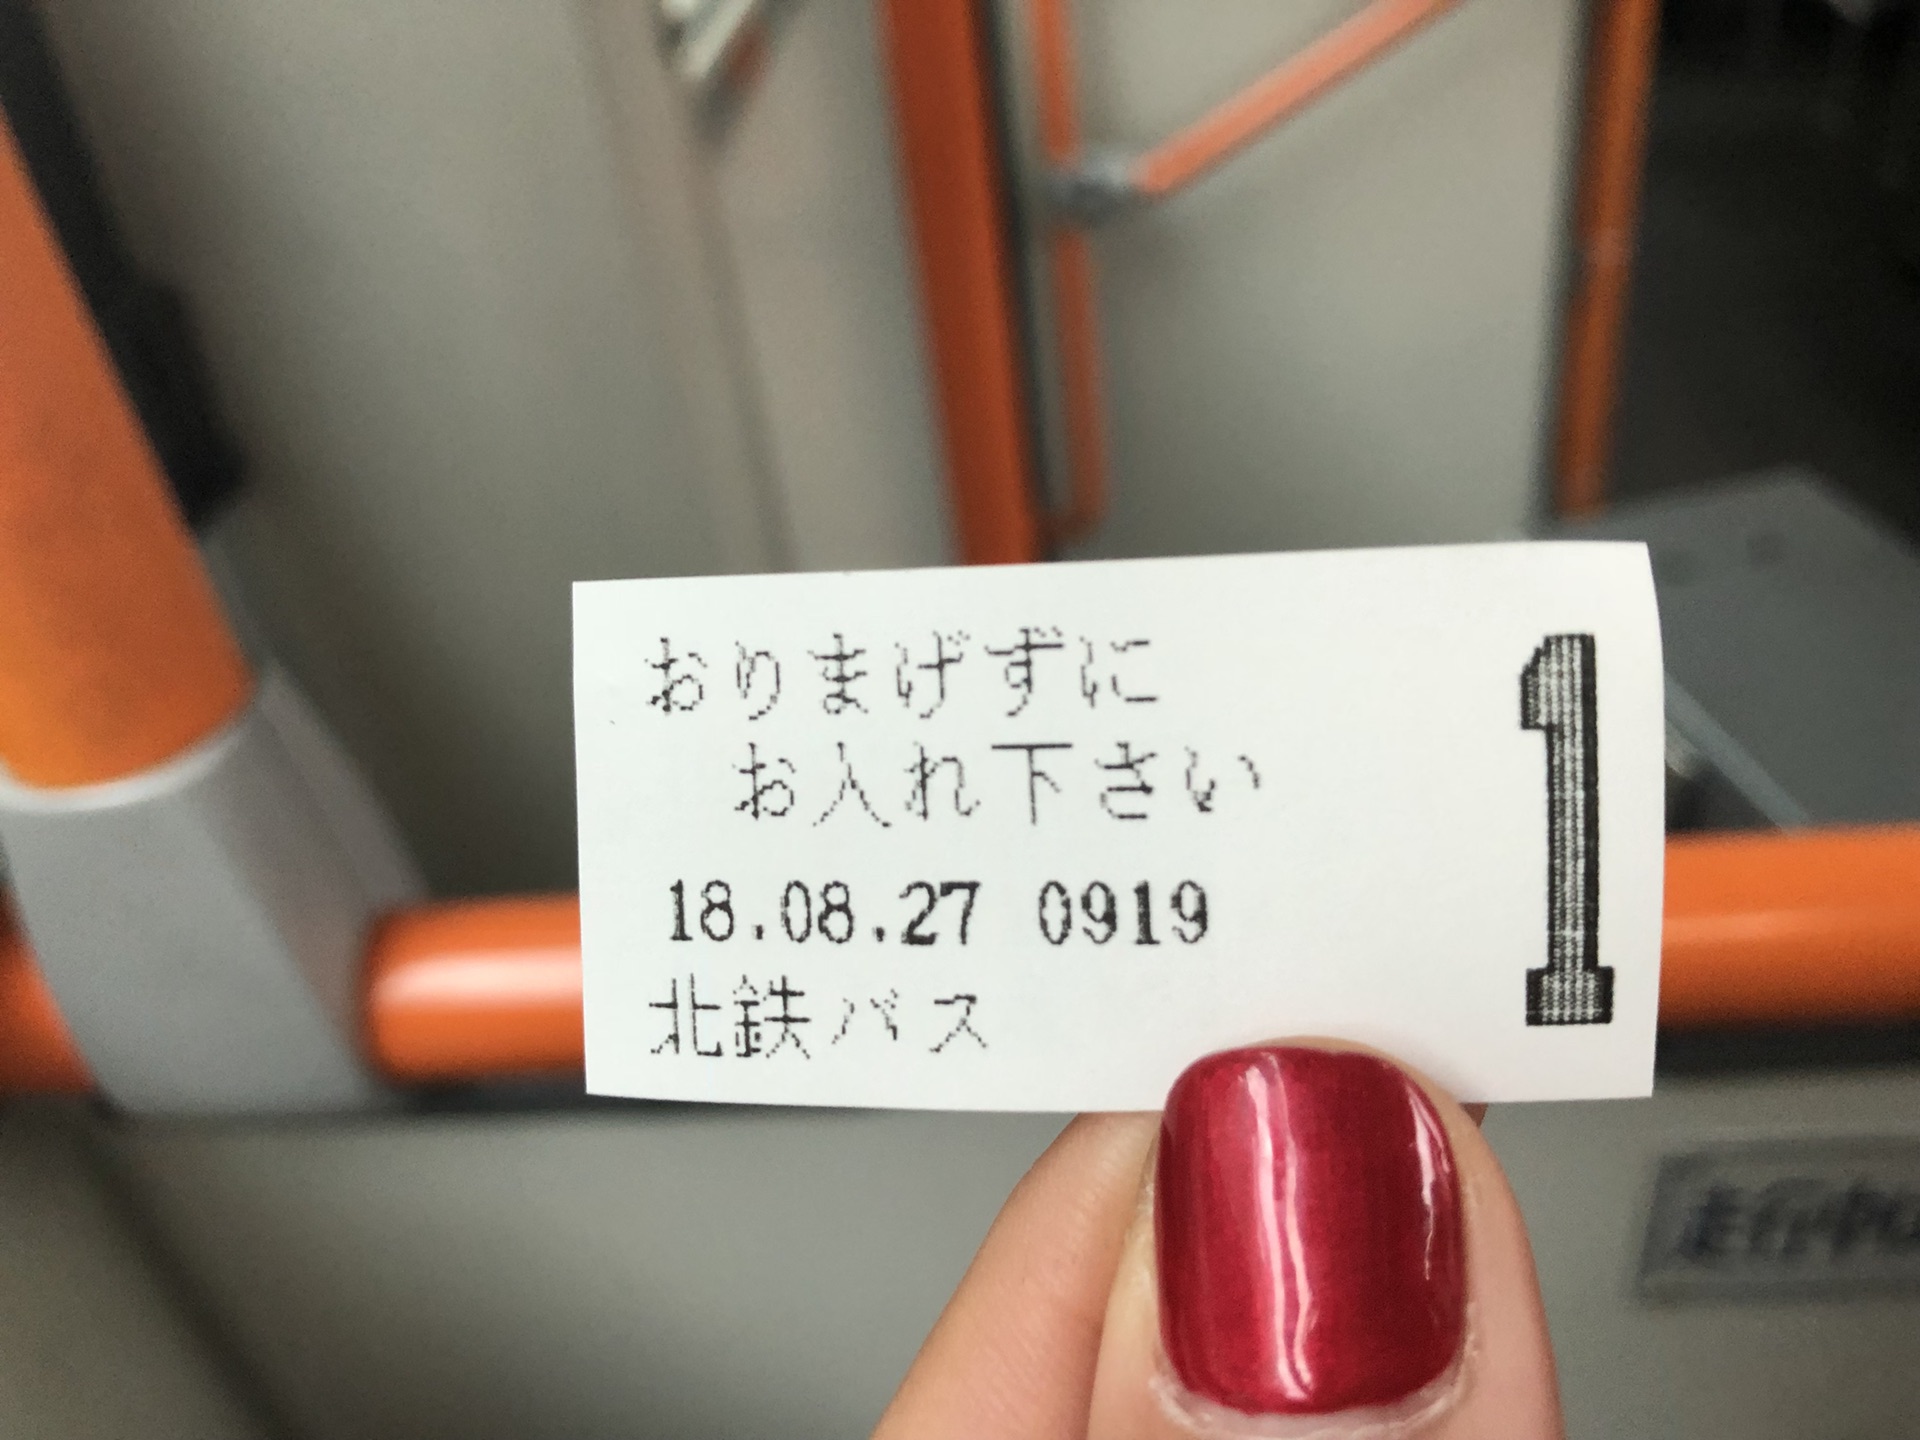 おりまげずに
お入れ下さい
18.08.27 0919
北鉄バス
1